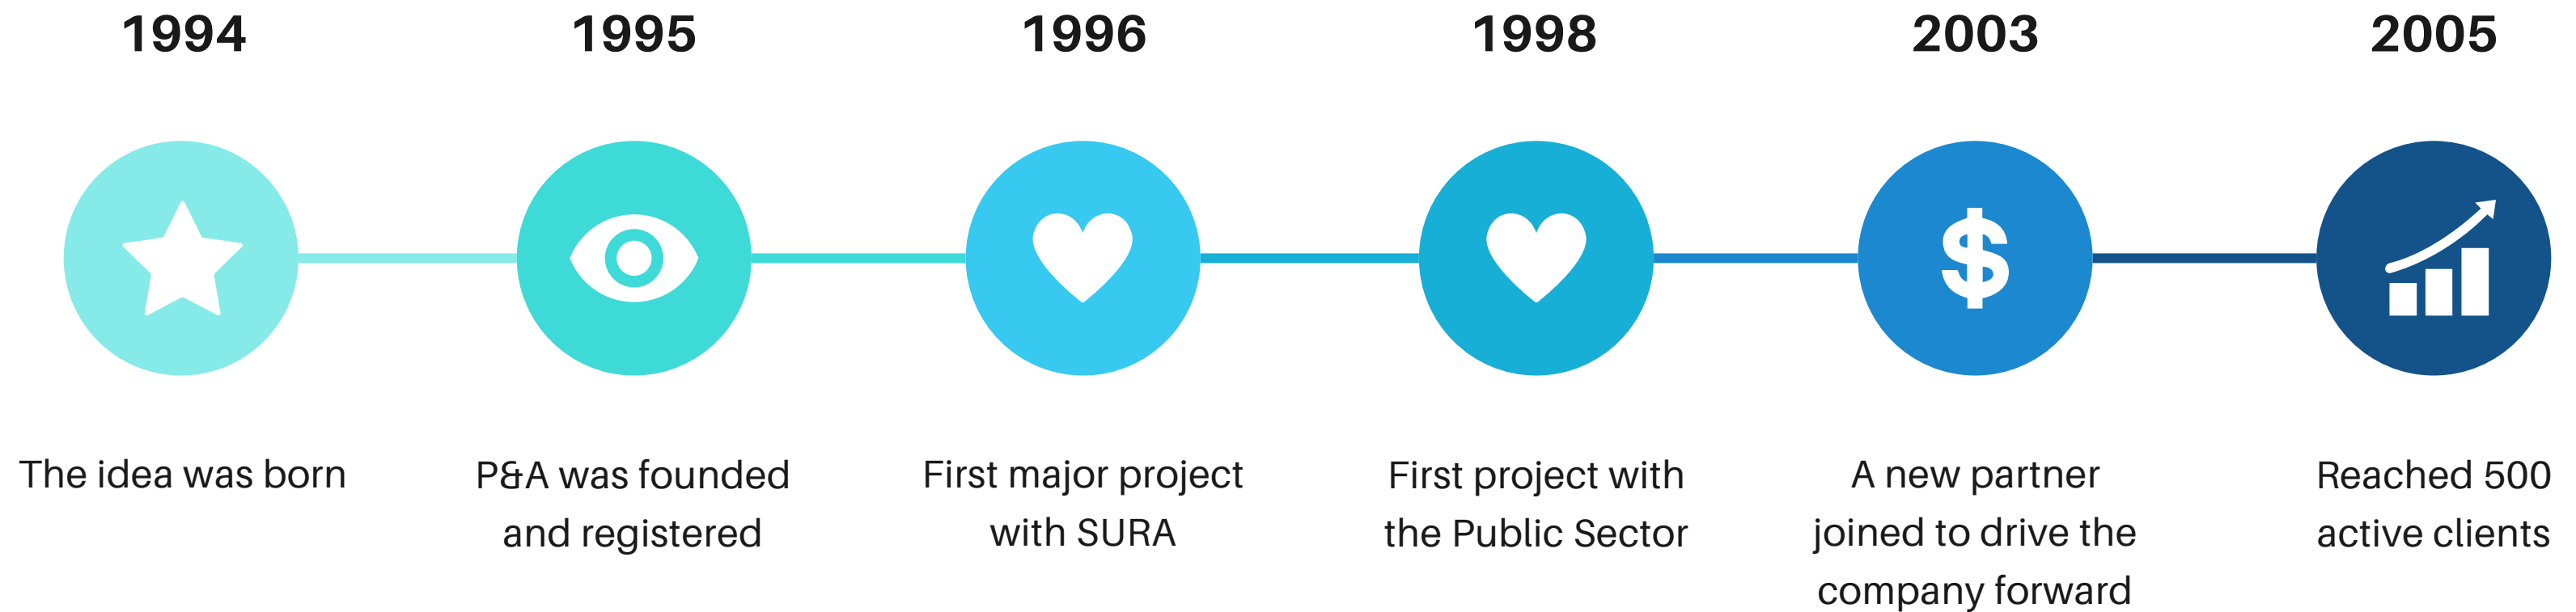 1994
The idea was born
1995
P&A was founded
and registered
1996
First major project
with SURA
1998
First project with
the Public Sector
2003
$
A new partner
joined to drive the
company forward
2005
Reached 500
active clients